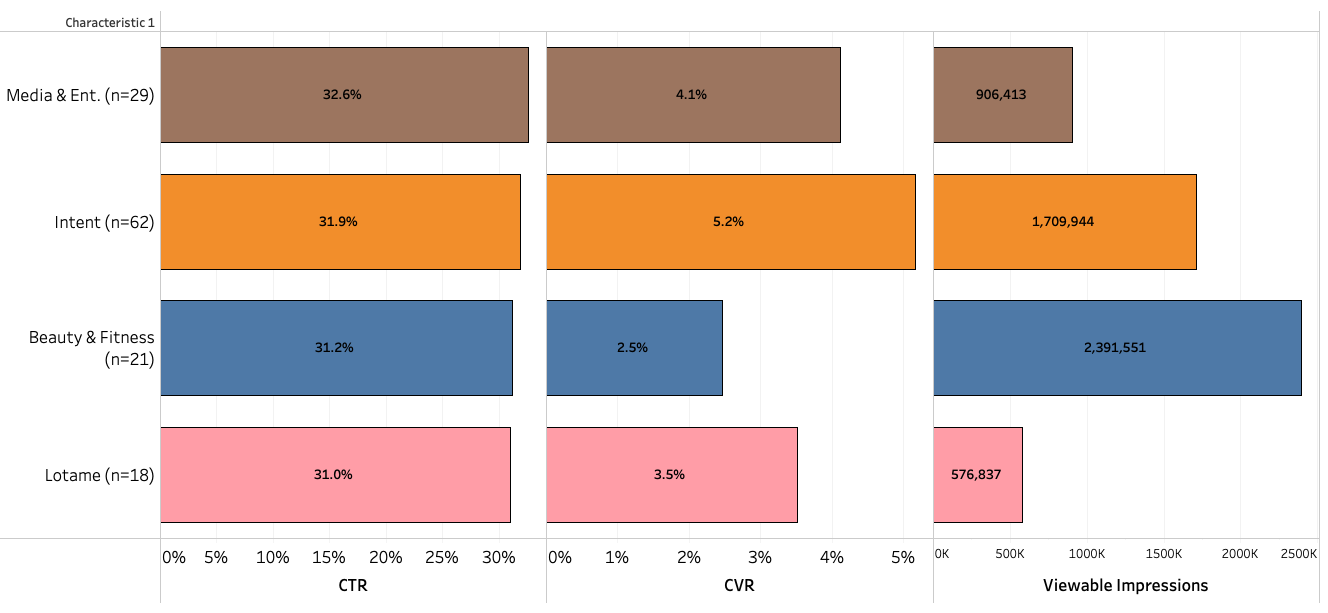 Characteristic 1
Media & Ent. (n=29)
32.6%
4.1%
906,413
Intent (n=62)
31.9%
5.2%
1,709,944
Beauty & Fitness
(n=21)
31.2%
2.5%
2,391,551
Lotame (n=18)
31.0%
3.5%
576,837
0% 5% 10% 15% 20% 25% 30%
0% 1% 2% 3% 4% 5%
0K 500K 1000K 1500K 2000K 2500K
CTR
CVR
Viewable Impressions